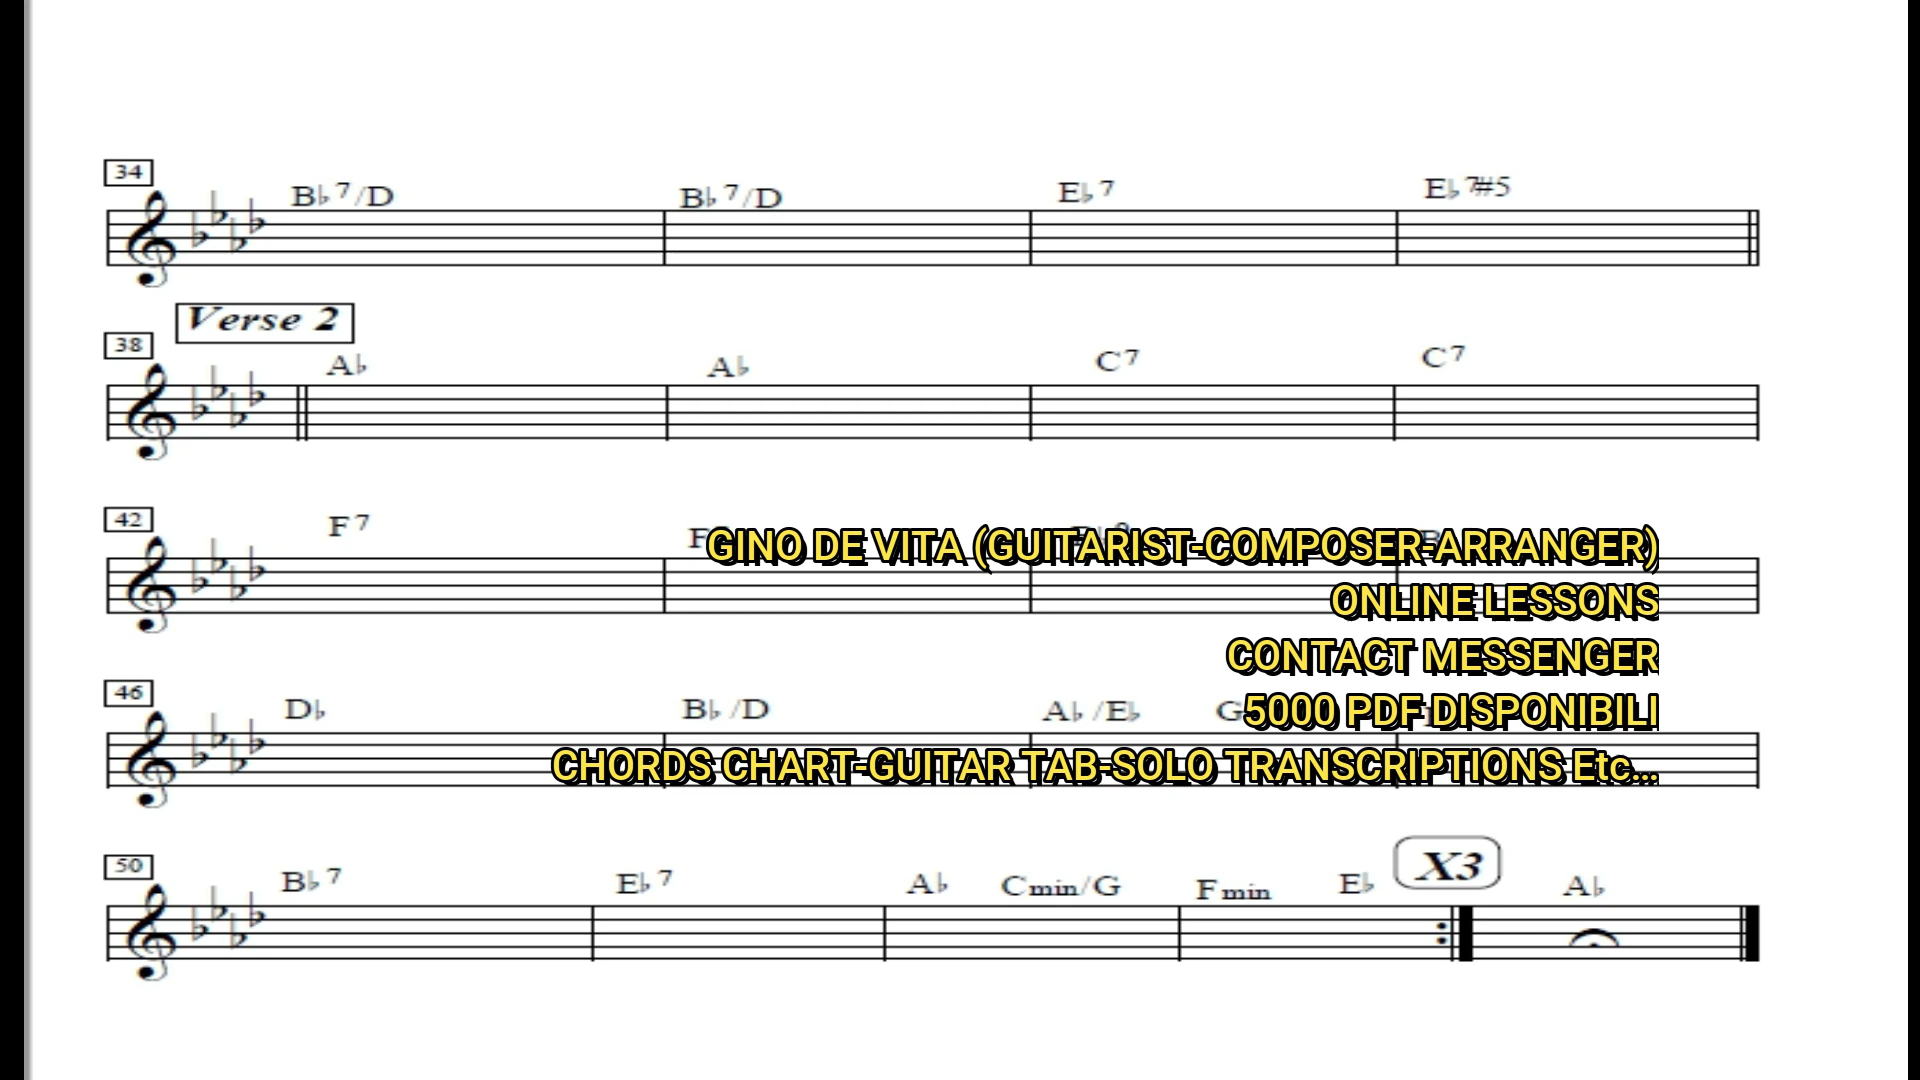 34 B♭7/D B♭7/D E♭7 E♭7#5
Verse 2
38 A♭ A♭ C7 C7
42 F7
GINO DE VITA (GUITARIST-COMPOSER-ARRANGER)
ONLINE LESSONS
CONTACT MESSENGER
46 D♭ B♭/D A♭/E♭
5000 PDF DISPONIBILI
CHORDS CHART-GUITAR TAB-SOLO TRANSCRIPTIONS Etc...
X3
50 B♭7 E♭7 A♭ Cmin/G Fmin E♭ A♭